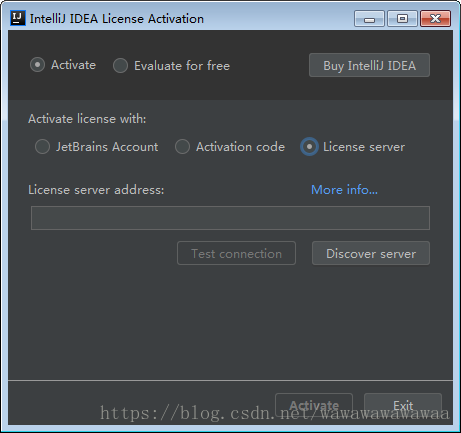 IntelliJ IDEA License Activation
Activate Evaluate for free Buy IntelliJ IDEA
Activate license with:
JetBrains Account Activation code License server
License server address: More info...
Test connection Discover server
Activate Exit
https://blog.csdn.net/wawawawawawaa